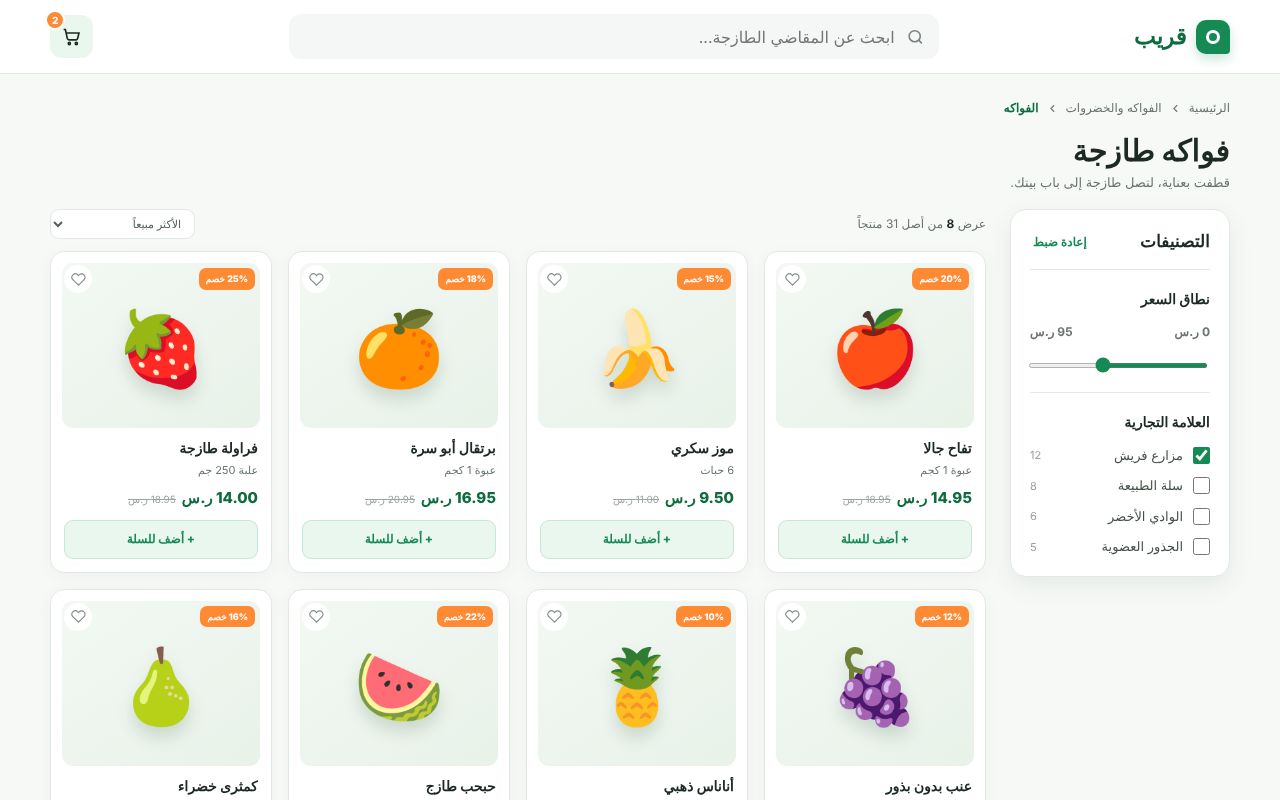 قريب
ابحث عن المقاضي الطازجة...
2
الرئيسية › الفواكه والخضروات › الفواكه
فواكه طازجة
قطفت بعناية، لتصل طازجة إلى باب بيتك.
التصنيفات
إعادة ضبط
نطاق السعر
0 ر.س
95 ر.س
العلامة التجارية
مزارع فريش 12
سلة الطبيعة 8
الوادي الأخضر 6
الجذور العضوية 5
عرض 8 من أصل 31 منتجاً
الأكثر مبيعاً
20% خصم
تفاح جالا
عبوة 1 كجم
14.95 ر.س 18.95 ر.س
+ أضف للسلة
15% خصم
موز سكري
6 حبات
9.50 ر.س 11.00 ر.س
+ أضف للسلة
18% خصم
برتقال أبو سرة
عبوة 1 كجم
16.95 ر.س 20.95 ر.س
+ أضف للسلة
25% خصم
فراولة طازجة
علبة 250 جم
14.00 ر.س 18.95 ر.س
+ أضف للسلة
12% خصم
عنب بدون بذور
10% خصم
أناناس ذهبي
22% خصم
حبحب طازج
16% خصم
كمثرى خضراء